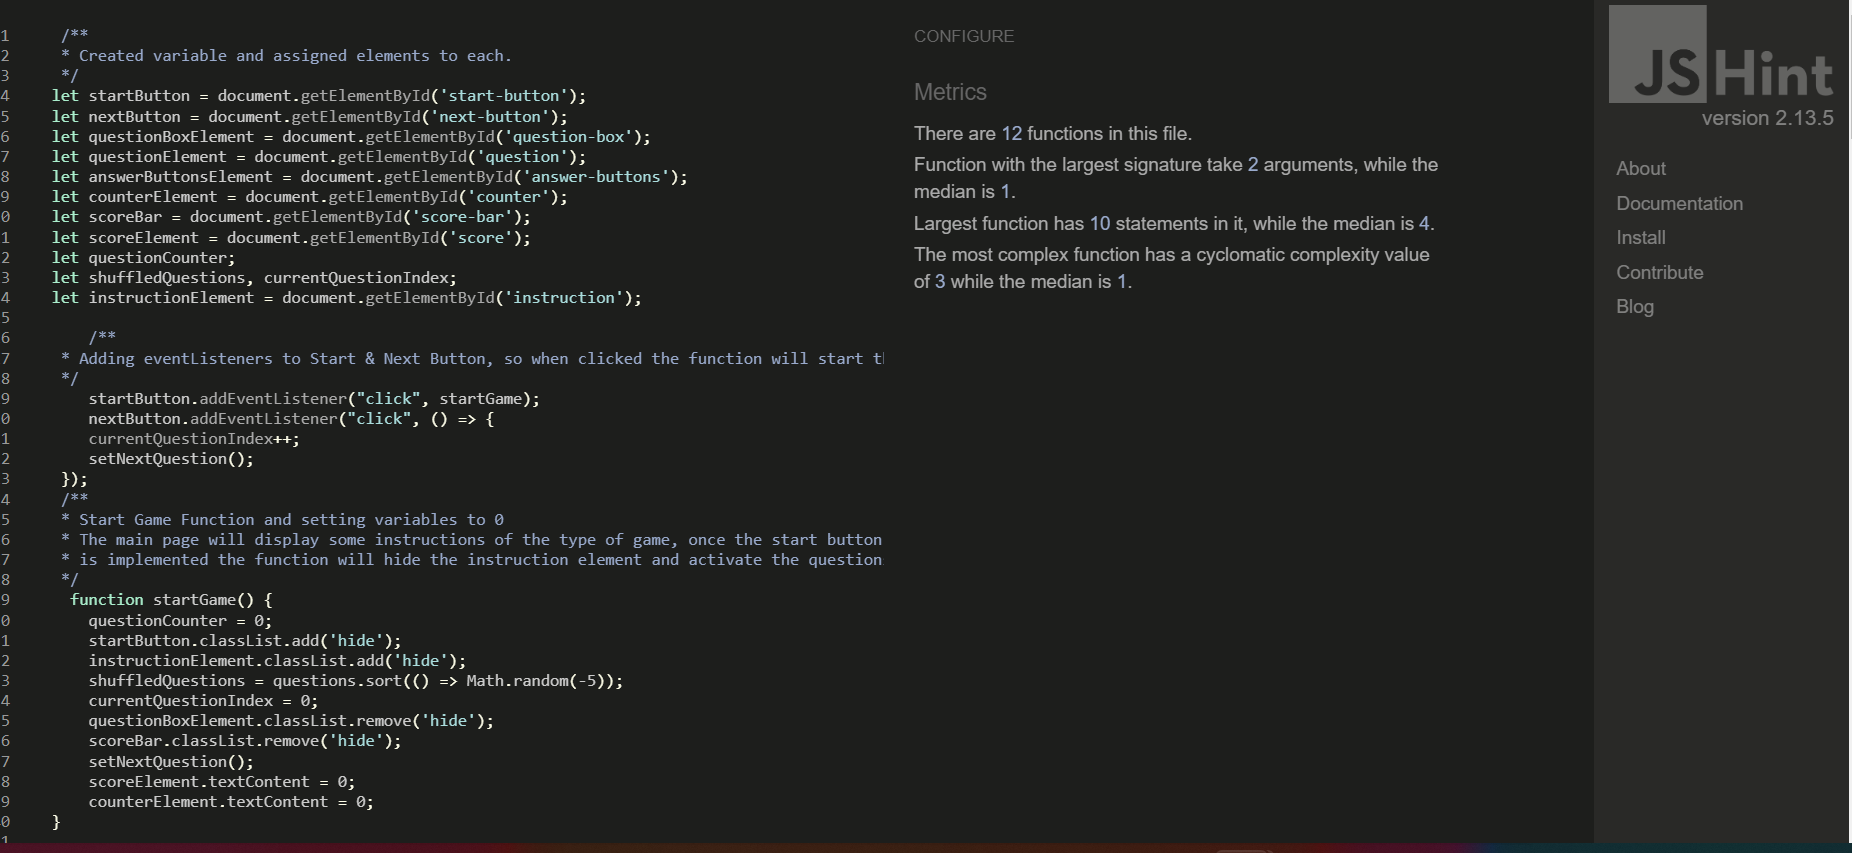 1 /**
2 * Created variable and assigned elements to each.
3 */
4 let startButton = document.getElementById('start-button');
5 let nextButton = document.getElementById('next-button');
6 let questionBoxElement = document.getElementById('question-box');
7 let questionElement = document.getElementById('question');
8 let answerButtonsElement = document.getElementById('answer-buttons');
9 let counterElement = document.getElementById('counter');
0 let scoreBar = document.getElementById('score-bar');
1 let scoreElement = document.getElementById('score');
2 let questionCounter;
3 let shuffledQuestions, currentQuestionIndex;
4 let instructionElement = document.getElementById('instruction');
5
6 /**
7 * Adding eventListeners to Start & Next Button, so when clicked the function will start
8 */
9 startButton.addEventListener("click", startGame);
0 nextButton.addEventListener("click", () => {
1 currentQuestionIndex++;
2 setNextQuestion();
3 });
4 /**
5 * Start Game Function and setting variables to 0
6 * The main page will display some instructions of the type of game, once the start button
7 * is implemented the function will hide the instruction element and activate the question
8 */
9 function startGame() {
0 questionCounter = 0;
1 startButton.classList.add('hide');
2 instructionElement.classList.add('hide');
3 shuffledQuestions = questions.sort(() => Math.random(-5));
4 currentQuestionIndex = 0;
5 questionBoxElement.classList.remove('hide');
6 scoreBar.classList.remove('hide');
7 setNextQuestion();
8 scoreElement.textContent = 0;
9 counterElement.textContent = 0;
0 }
1
CONFIGURE
Metrics
There are 12 functions in this file.
Function with the largest signature take 2 arguments, while the
median is 1.
Largest function has 10 statements in it, while the median is 4.
The most complex function has a cyclomatic complexity value
of 3 while the median is 1.
JSHint
version 2.13.5
About
Documentation
Install
Contribute
Blog